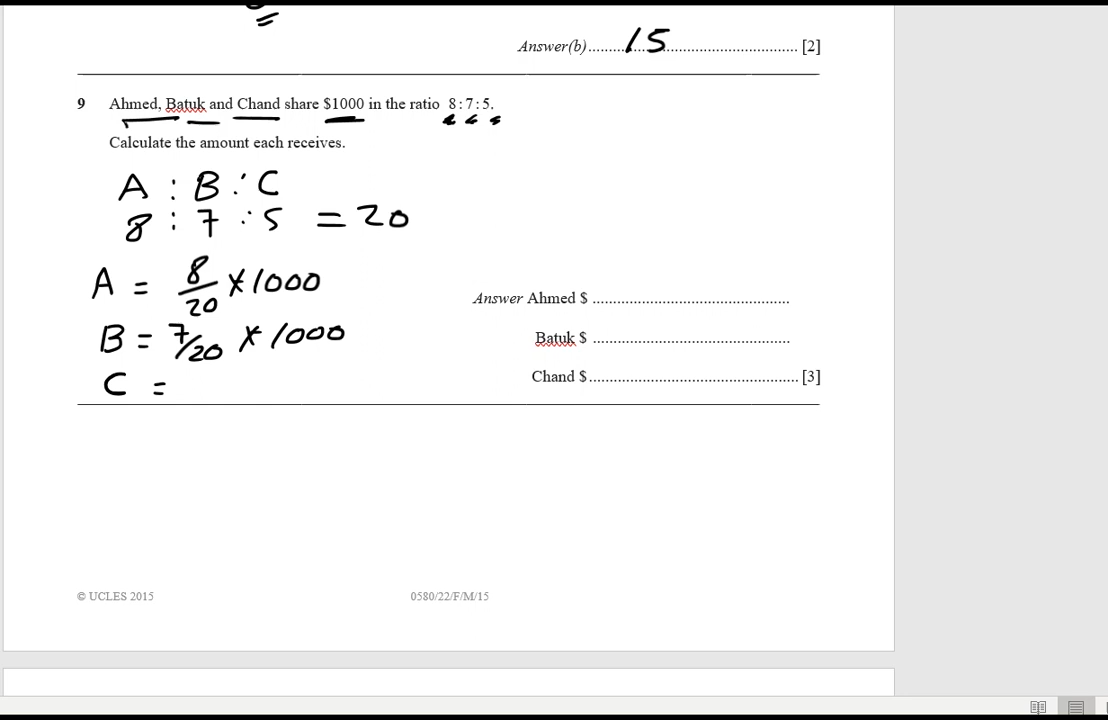 Answer(b).............15............................... [2]
9 Ahmed, Batuk and Chand share $1000 in the ratio 8 : 7 : 5.
Calculate the amount each receives.
A : B : C
8 : 7 : 5 = 20
A = 8/20 × 1000
B = 7/20 × 1000
C =
Answer Ahmed $ ................................................
Batuk $ ................................................
Chand $ ................................................ [3]
© UCLES 2015 0580/22/F/M/15